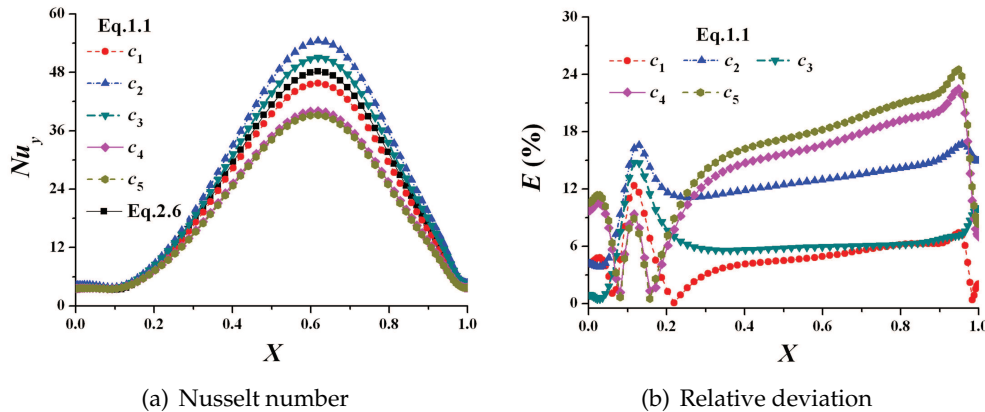 Eq.1.1
c1
c2
c3
c4
c5
Eq.2.6
Nu_y
60
48
36
24
12
0
0.0 0.2 0.4 0.6 0.8 1.0
X
(a) Nusselt number
Eq.1.1
c1 c2 c3
c4 c5
E (%)
30
24
18
12
6
0
0.0 0.2 0.4 0.6 0.8 1.0
X
(b) Relative deviation